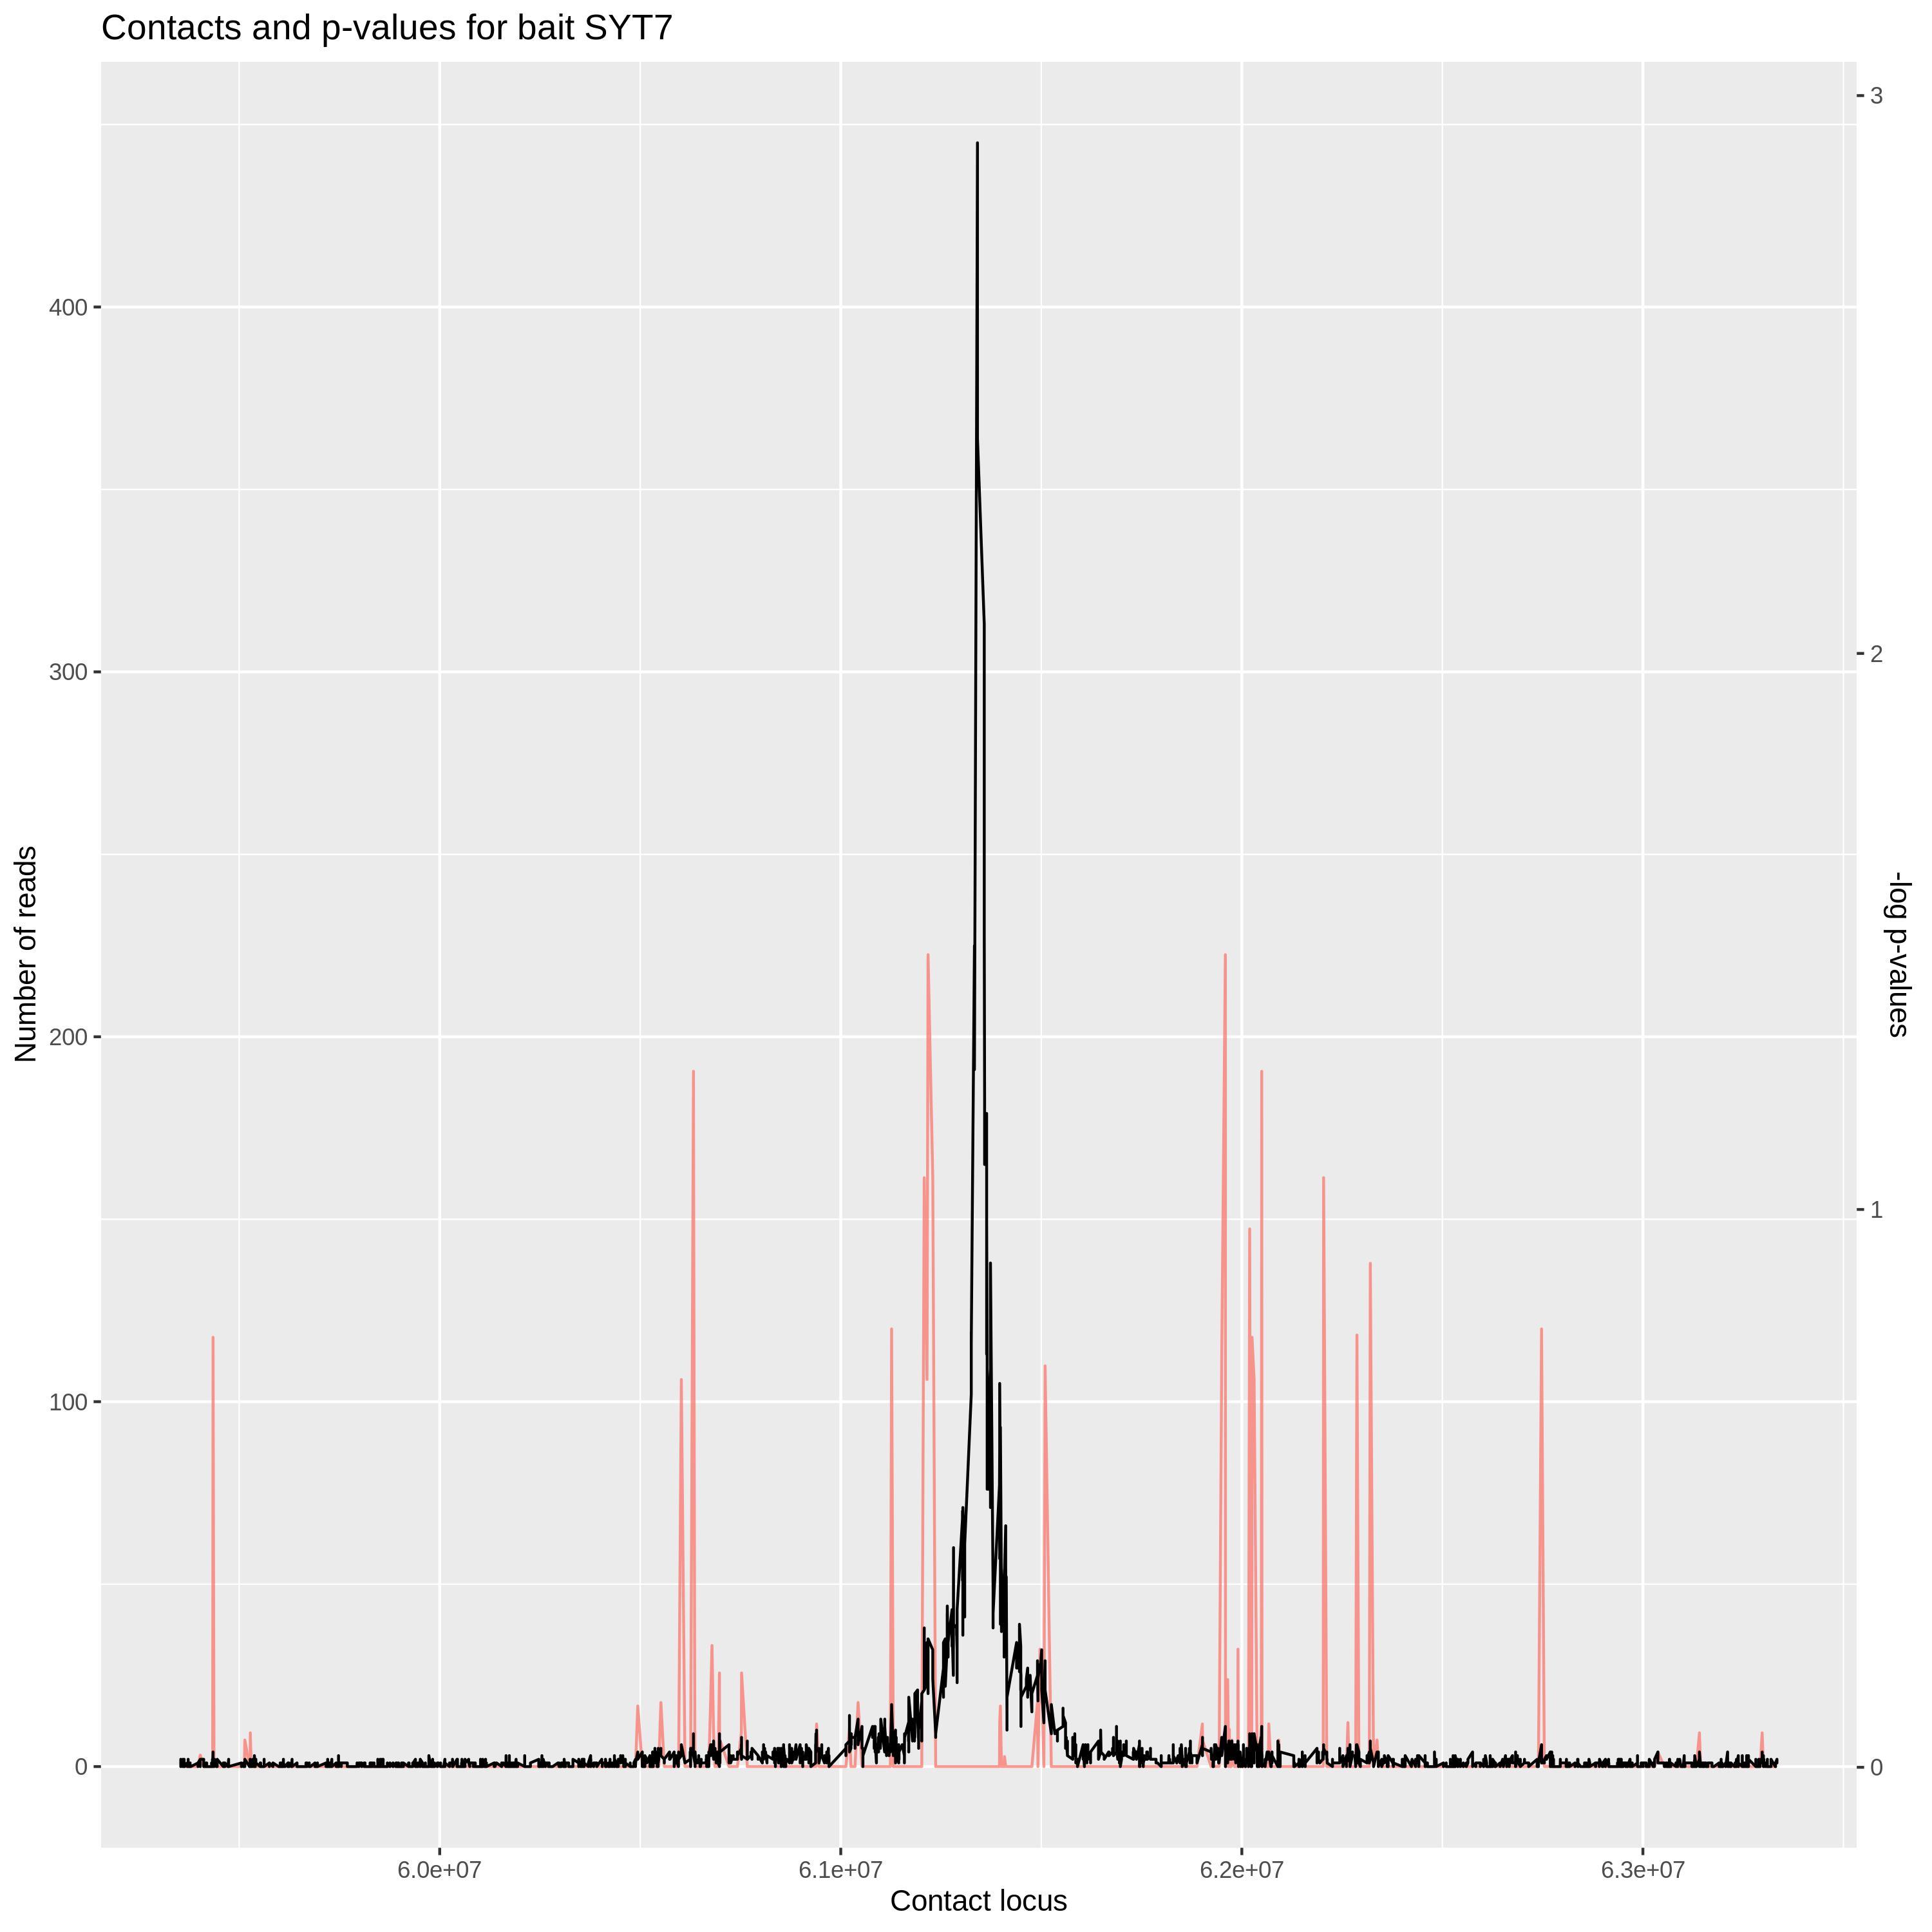 Contacts and p-values for bait SYT7
3
400
300
2
200
1
100
0
0
Number of reads
-log p-values
6.0e+07
6.1e+07
6.2e+07
6.3e+07
Contact locus